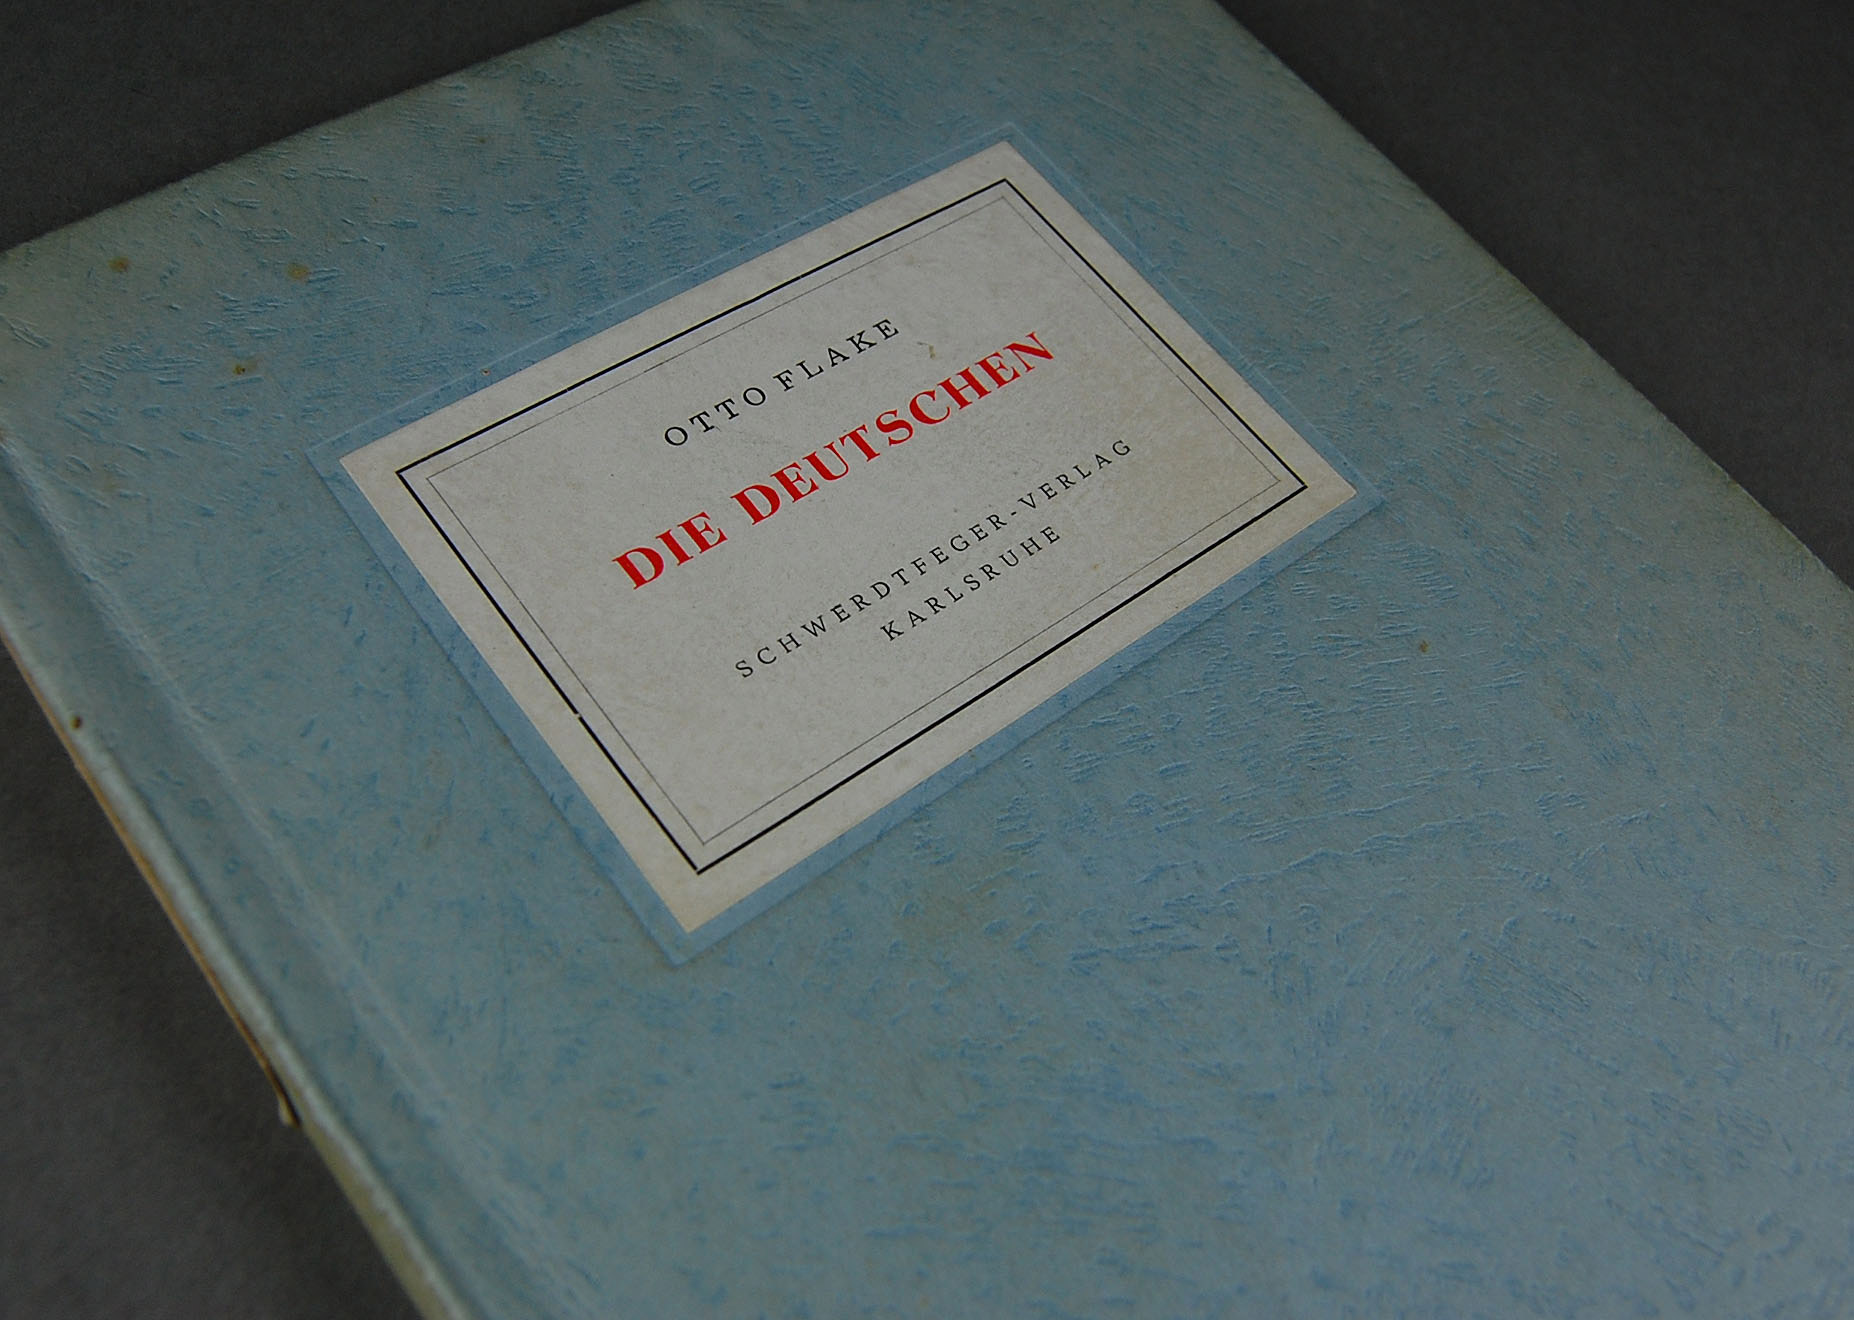 OTTO FLAKE
DIE DEUTSCHEN
SCHWERDTFEGER-VERLAG
KARLSRUHE